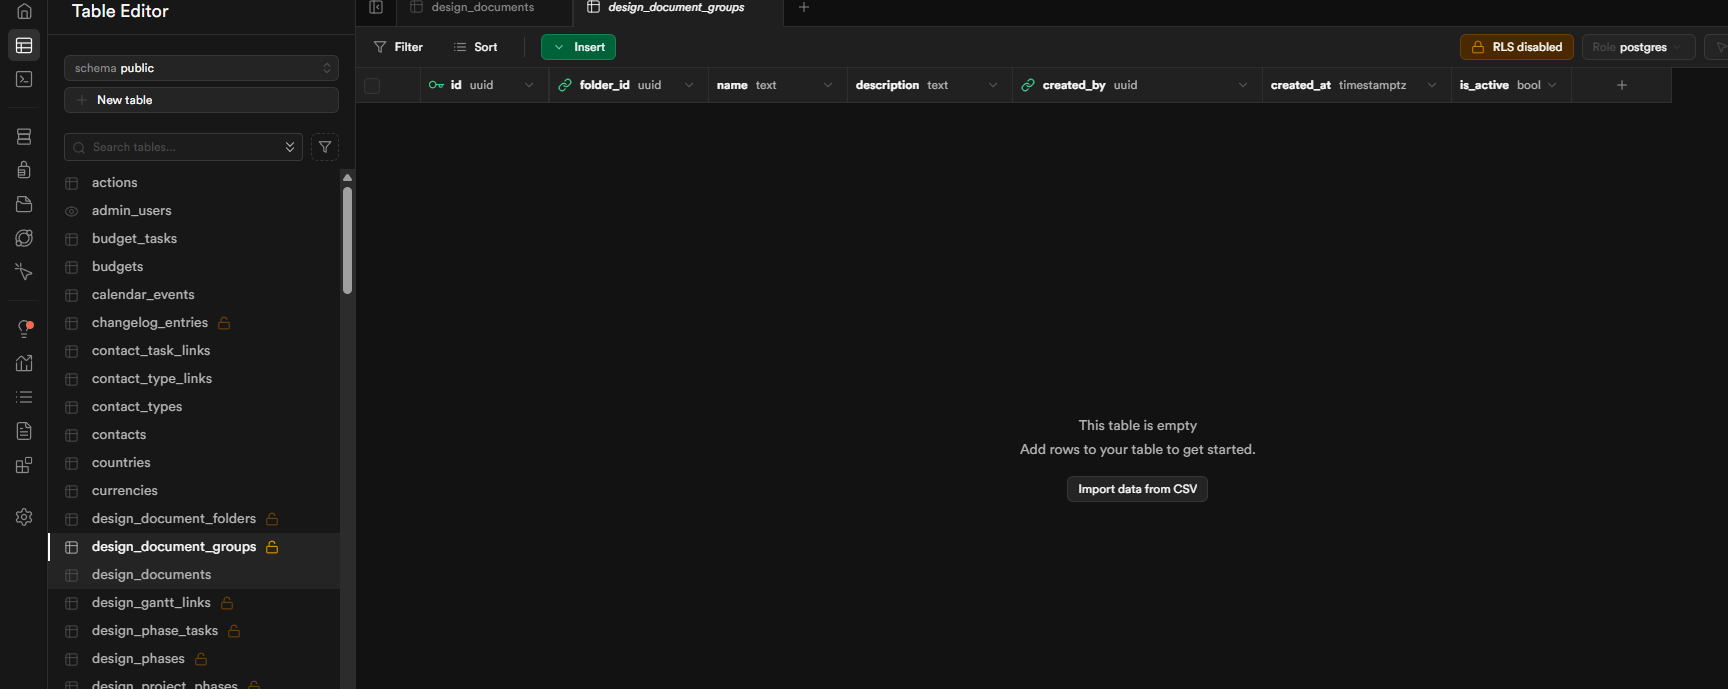 Table Editor
schema public
New table
Search tables...
actions
admin_users
budget_tasks
budgets
calendar_events
changelog_entries
contact_task_links
contact_type_links
contact_types
contacts
countries
currencies
design_document_folders
design_document_groups
design_documents
design_gantt_links
design_phase_tasks
design_phases
design_project_phases
design_documents
design_document_groups
Filter
Sort
Insert
RLS disabled
Role postgres
id uuid
folder_id uuid
name text
description text
created_by uuid
created_at timestamptz
is_active bool
This table is empty
Add rows to your table to get started.
Import data from CSV